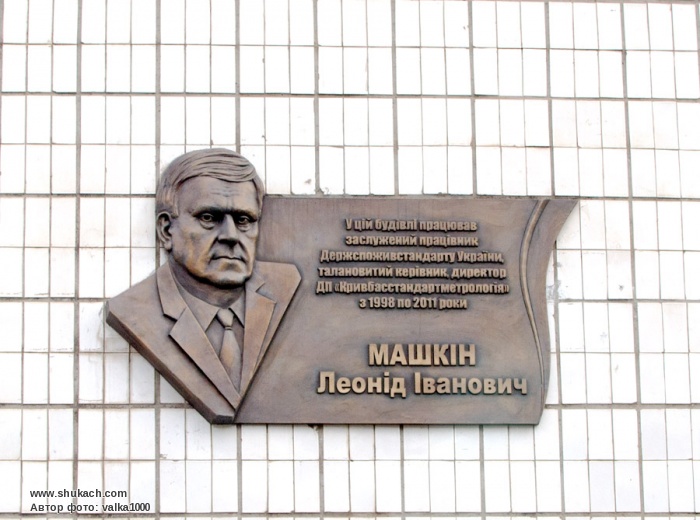 У цій будівлі працював
заслужений працівник
Держспоживстандарту України,
талановитий керівник, директор
ДП «Кривбасстандартметрологія»
з 1998 по 2011 роки
МАШКІН
Леонід Іванович
www.shukach.com
Автор фото: valka1000